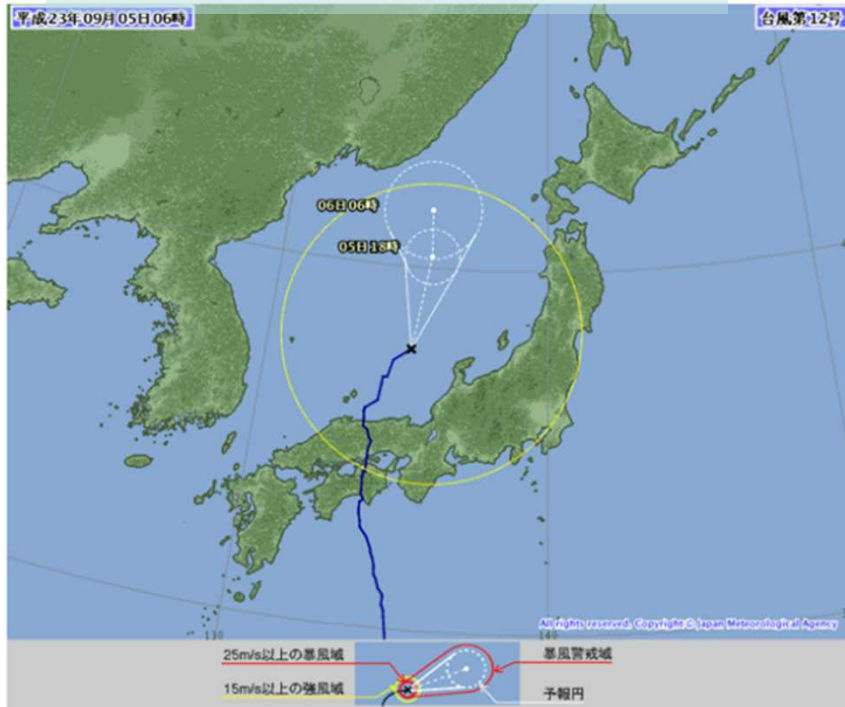 平成23年09月05日06時
台風第12号
06日06時
05日18時
All rights reserved. Copyright © Japan Meteorological Agency
130
140
25m/s以上の暴風域
暴風警戒域
15m/s以上の強風域
予報円